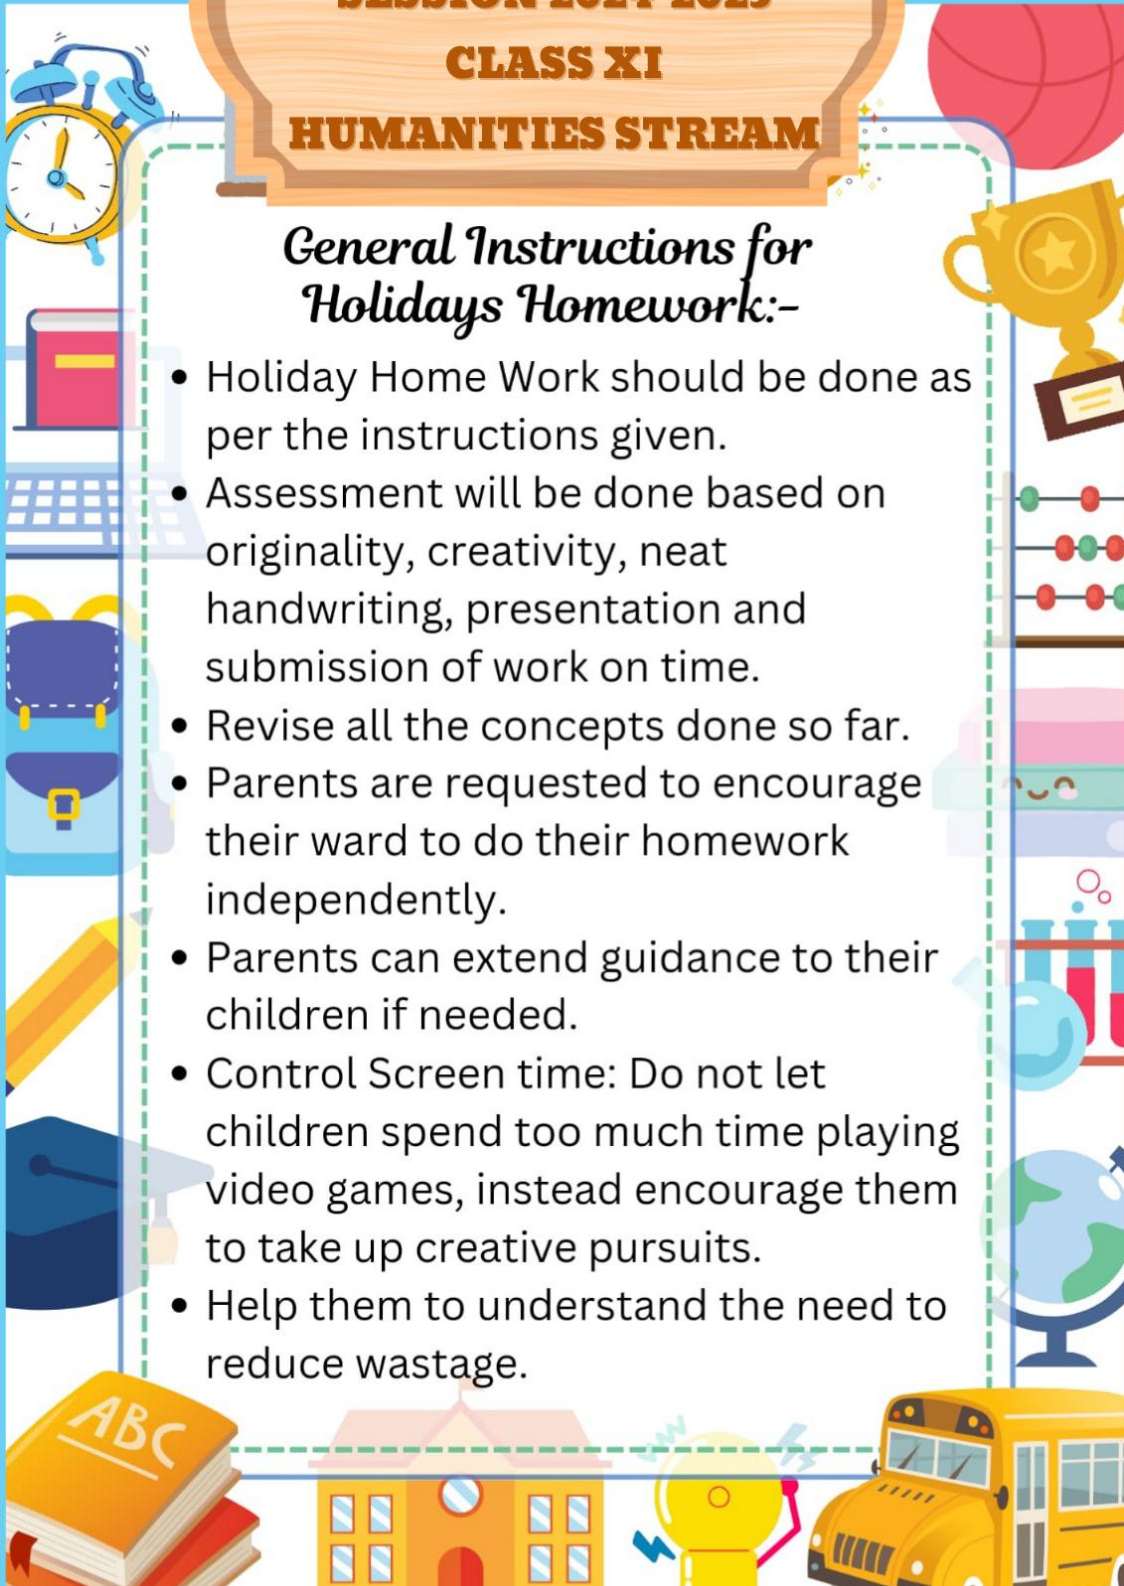 SESSION 2024-2025
CLASS XI
HUMANITIES STREAM
General Instructions for
Holidays Homework:-
• Holiday Home Work should be done as
per the instructions given.
• Assessment will be done based on
originality, creativity, neat
handwriting, presentation and
submission of work on time.
• Revise all the concepts done so far.
• Parents are requested to encourage
their ward to do their homework
independently.
• Parents can extend guidance to their
children if needed.
• Control Screen time: Do not let
children spend too much time playing
video games, instead encourage them
to take up creative pursuits.
• Help them to understand the need to
reduce wastage.
ABC